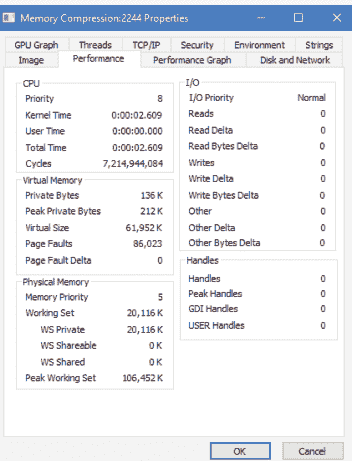 Memory Compression:2244 Properties
GPU Graph Threads TCP/IP Security Environment Strings
Image Performance Performance Graph Disk and Network
CPU
Priority 8
Kernel Time 0:00:02.609
User Time 0:00:00.000
Total Time 0:00:02.609
Cycles 7,214,944,084
Virtual Memory
Private Bytes 136 K
Peak Private Bytes 212 K
Virtual Size 61,952 K
Page Faults 86,023
Page Fault Delta 0
Physical Memory
Memory Priority 5
Working Set 20,116 K
WS Private 20,116 K
WS Shareable 0 K
WS Shared 0 K
Peak Working Set 106,452 K
I/O
I/O Priority Normal
Reads 0
Read Delta 0
Read Bytes Delta 0
Writes 0
Write Delta 0
Write Bytes Delta 0
Other 0
Other Delta 0
Other Bytes Delta 0
Handles
Handles 0
Peak Handles 0
GDI Handles 0
USER Handles 0
OK Cancel